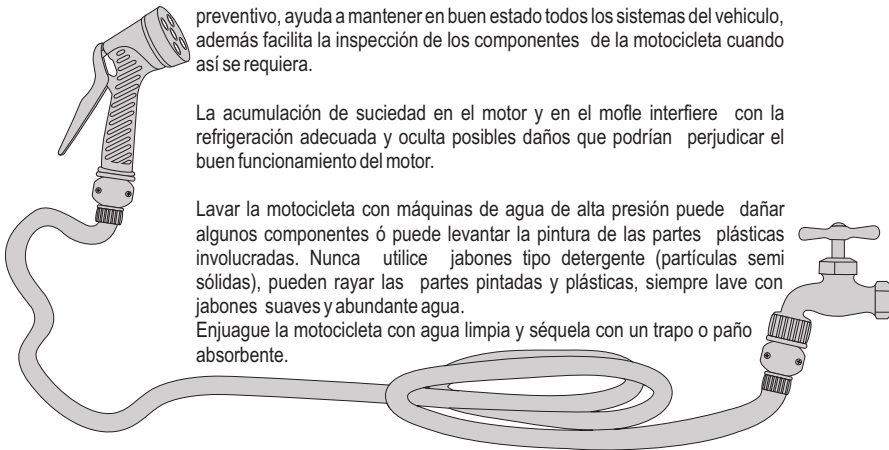 preventivo, ayuda a mantener en buen estado todos los sistemas del vehiculo,
además facilita la inspección de los componentes de la motocicleta cuando
así se requiera.
La acumulación de suciedad en el motor y en el mofle interfiere con la
refrigeración adecuada y oculta posibles daños que podrían perjudicar el
buen funcionamiento del motor.
Lavar la motocicleta con máquinas de agua de alta presión puede dañar
algunos componentes ó puede levantar la pintura de las partes plásticas
involucradas. Nunca utilice jabones tipo detergente (partículas semi
sólidas), pueden rayar las partes pintadas y plásticas, siempre lave con
jabones suaves y abundante agua.
Enjuague la motocicleta con agua limpia y séquela con un trapo o paño
absorbente.